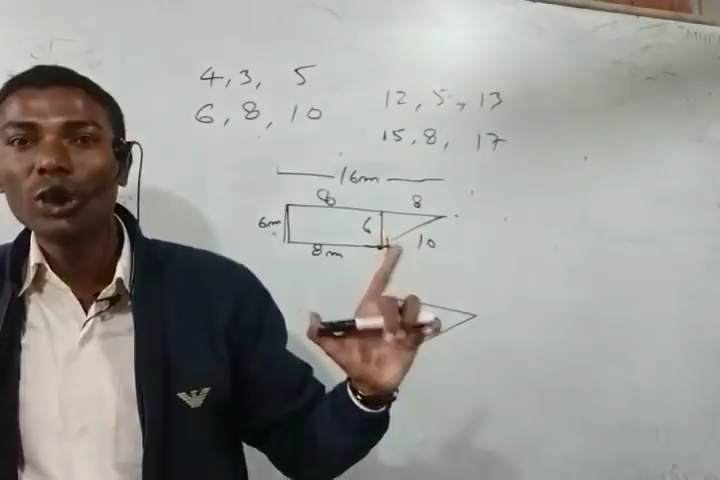 4, 3, 5
6, 8, 10
12, 5, 13
15, 8, 17
16m
8 8
6m 6 10
8m